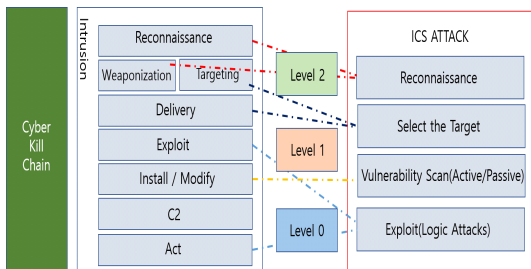 Cyber
Kill
Chain
Intrusion
Reconnaissance
Weaponization
Targeting
Delivery
Exploit
Install / Modify
C2
Act
Level 2
Level 1
Level 0
ICS ATTACK
Reconnaissance
Select the Target
Vulnerability Scan(Active/Passive)
Exploit(Logic Attacks)